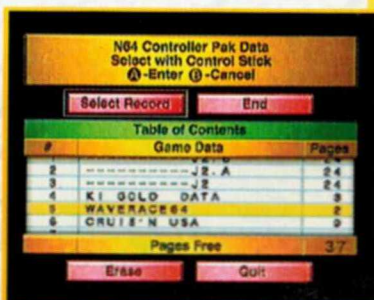 N64 Controller Pak Data
Select with Control Stick
A-Enter B-Cancel
Select Record End
Table of Contents
# Game Data Pages
2 ----------J2.A 24
3 ----------J2 24
4 KI GOLD DATA
5 WAVERACE64 2
6 CRUIS'N USA
Pages Free 37
Erase Quit